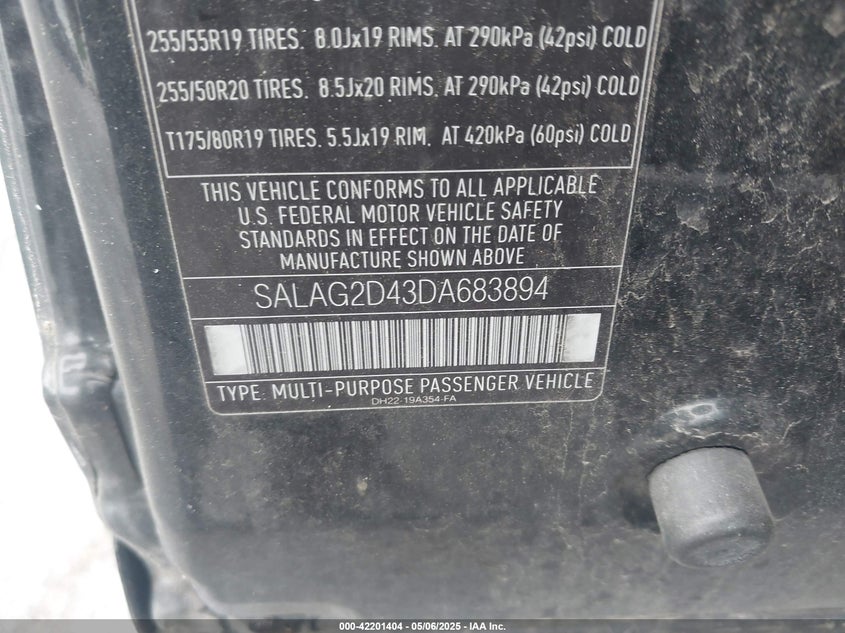 255/55R19 TIRES. 8.0Jx19 RIMS. AT 290kPa (42psi) COLD
255/50R20 TIRES. 8.5Jx20 RIMS. AT 290kPa (42psi) COLD
T175/80R19 TIRES. 5.5Jx19 RIM. AT 420kPa (60psi) COLD
THIS VEHICLE CONFORMS TO ALL APPLICABLE
U.S. FEDERAL MOTOR VEHICLE SAFETY
STANDARDS IN EFFECT ON THE DATE OF
MANUFACTURE SHOWN ABOVE
SALAG2D43DA683894
TYPE: MULTI-PURPOSE PASSENGER VEHICLE
DH22-19A354-FA
000-42201404 — 05/06/2025 — IAA Inc.